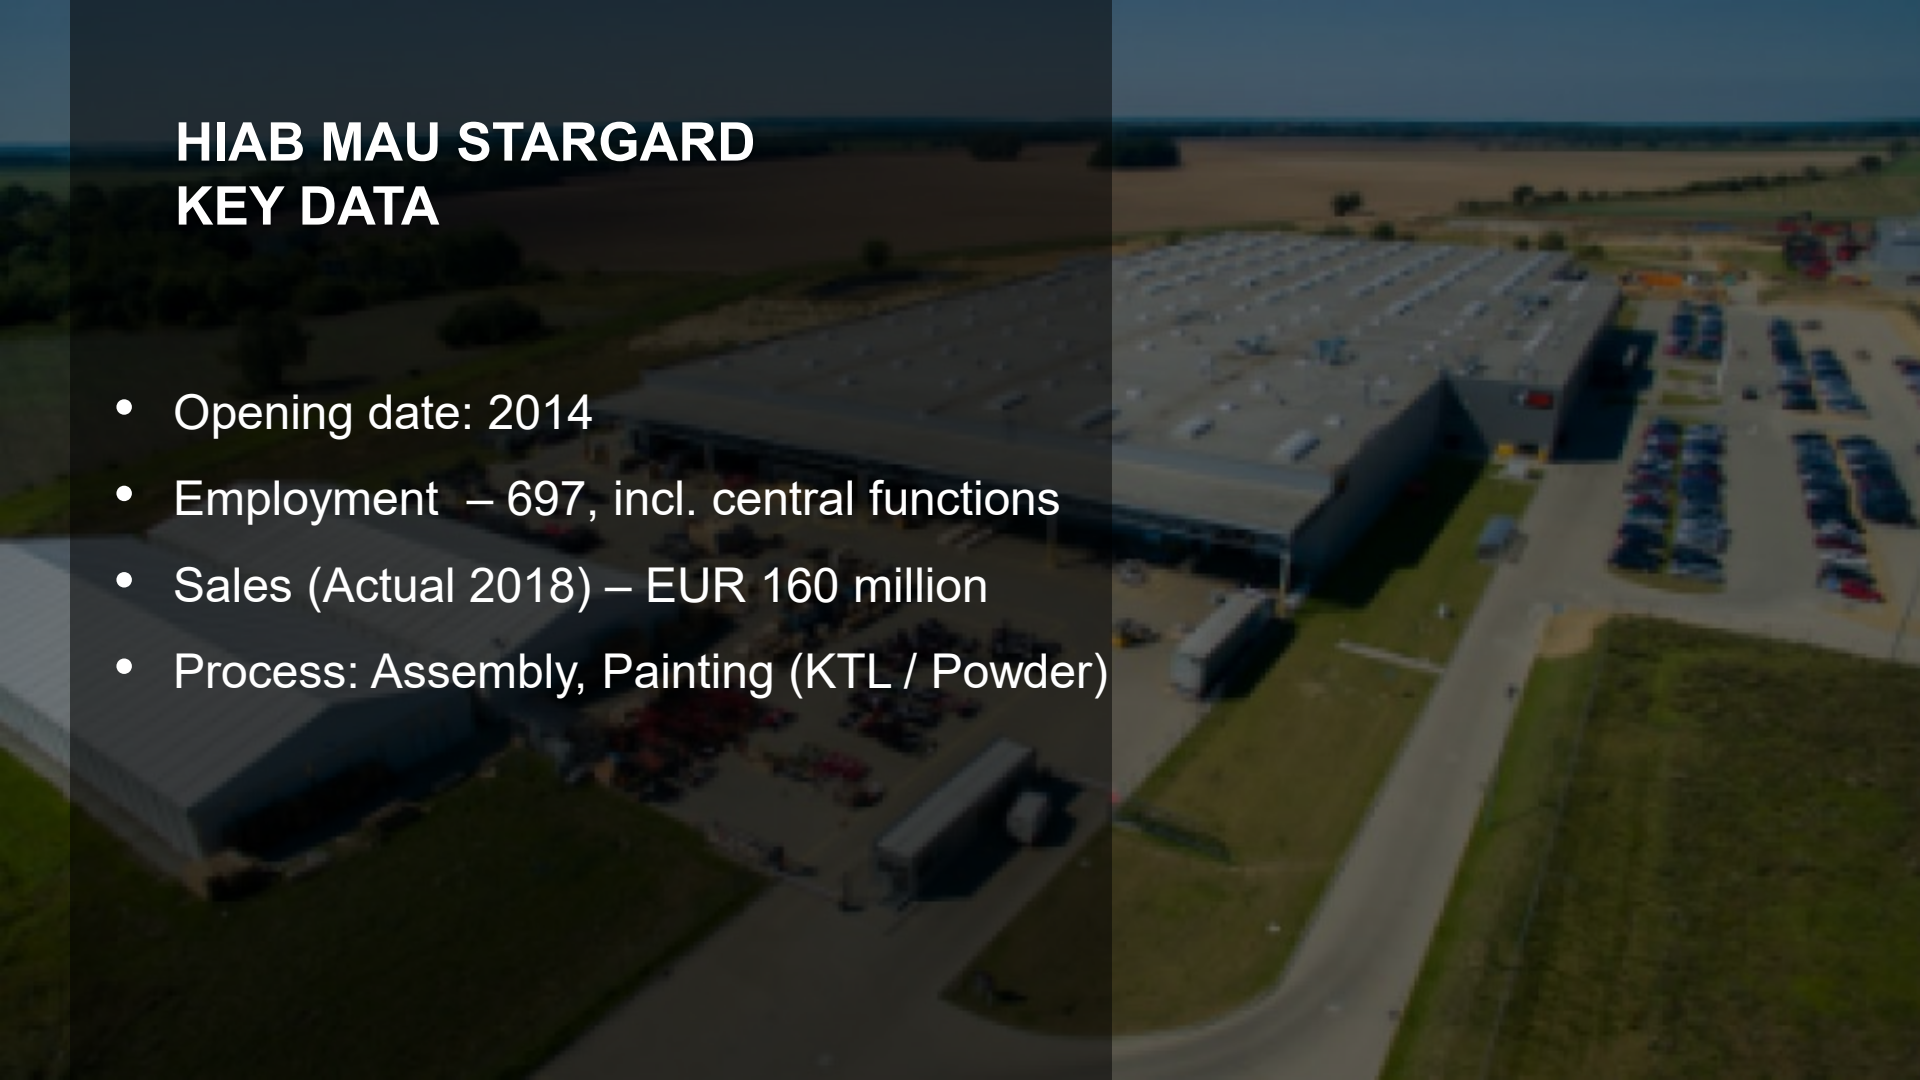 HIAB MAU STARGARD
KEY DATA
• Opening date: 2014
• Employment  – 697, incl. central functions
• Sales (Actual 2018) – EUR 160 million
• Process: Assembly, Painting (KTL / Powder)